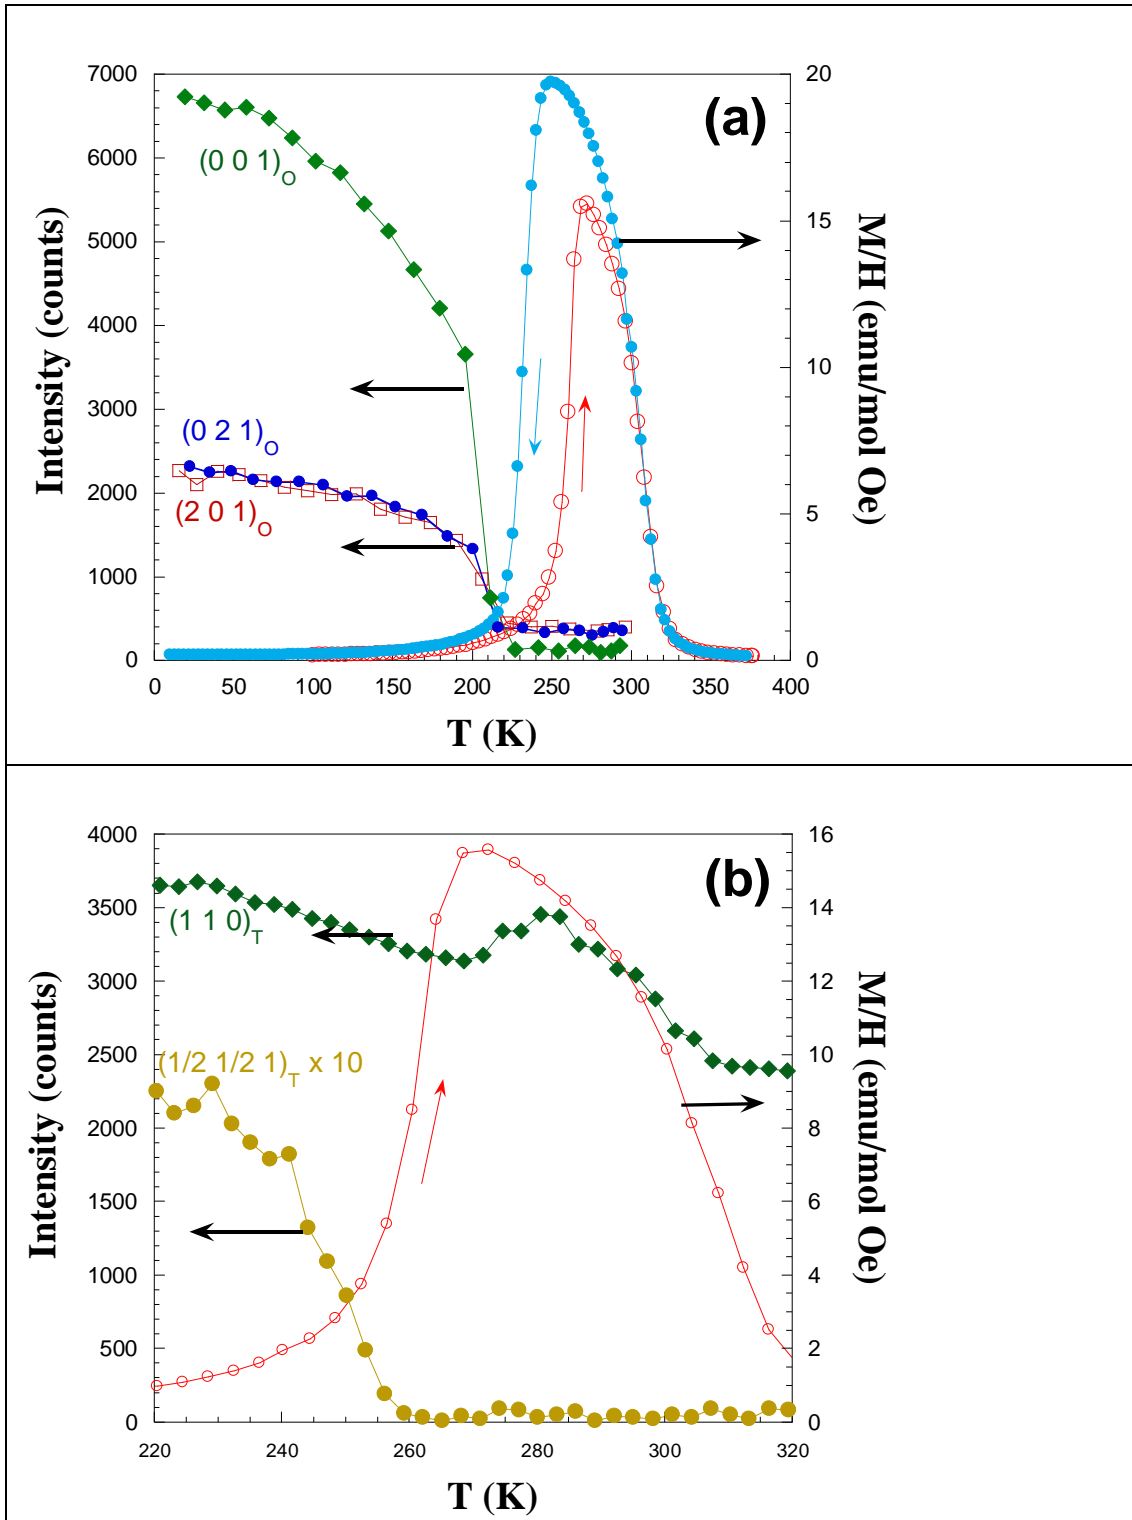 (a)
7000
6000
5000
4000
3000
2000
1000
0
Intensity (counts)
(0 0 1)O
(0 2 1)O
(2 0 1)O
20
15
10
5
0
M/H (emu/mol Oe)
0 50 100 150 200 250 300 350 400
T (K)
(b)
4000
3500
3000
2500
2000
1500
1000
500
0
Intensity (counts)
(1 1 0)T
(1/2 1/2 1)T x 10
16
14
12
10
8
6
4
2
0
M/H (emu/mol Oe)
220 240 260 280 300 320
T (K)